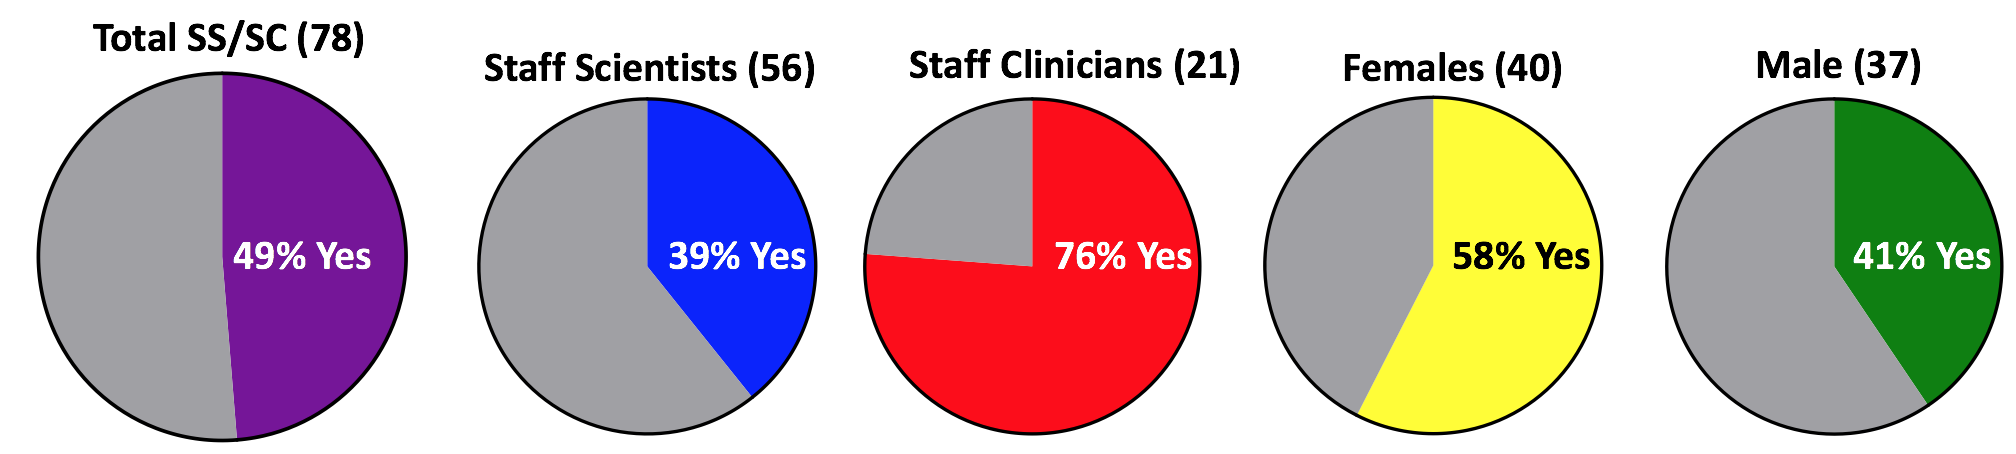 Total SS/SC (78)
49% Yes
Staff Scientists (56)
39% Yes
Staff Clinicians (21)
76% Yes
Females (40)
58% Yes
Male (37)
41% Yes